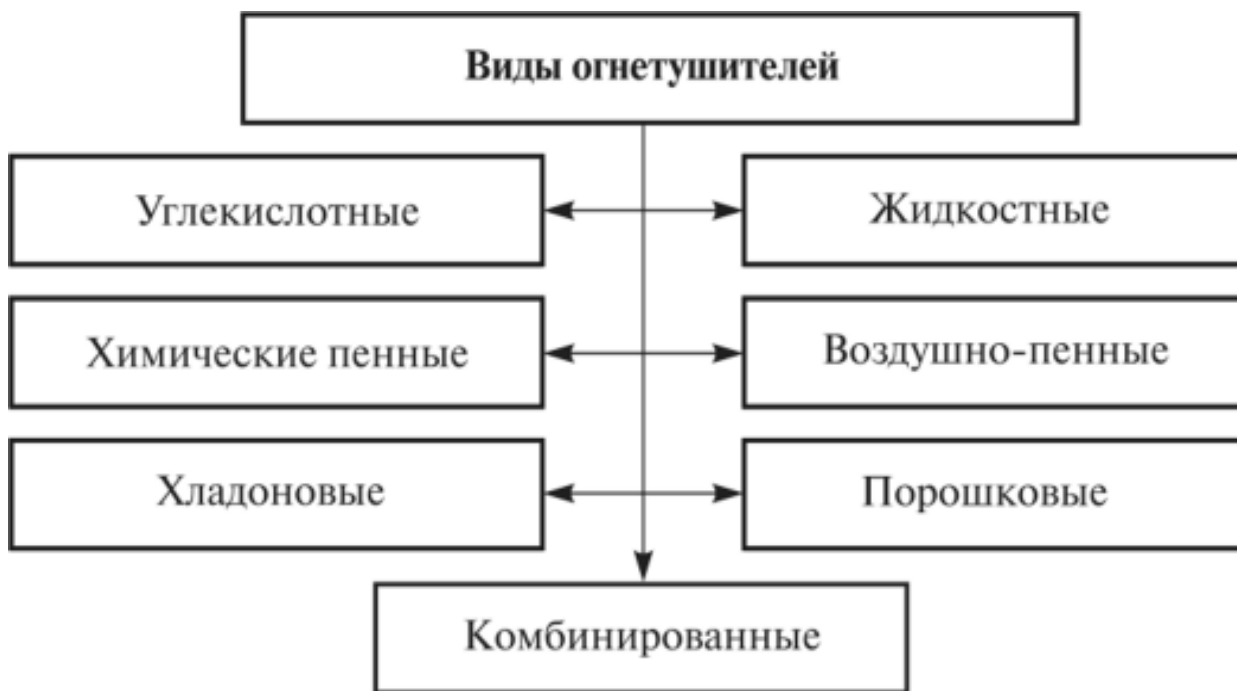 Виды огнетушителей
Углекислотные
Жидкостные
Химические пенные
Воздушно-пенные
Хладоновые
Порошковые
Комбинированные